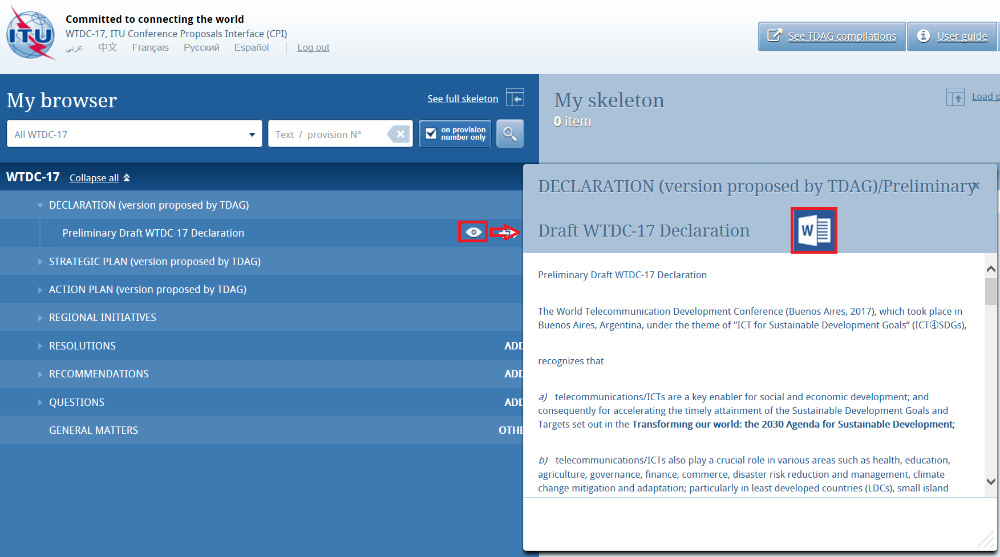 ITU
Committed to connecting the world
WTDC-17, ITU Conference Proposals Interface (CPI)
عربي 中文 Français Русский Español Log out
See TDAG compilations
User guide
My browser
See full skeleton
All WTDC-17
Text / provision N°
on provision
number only
My skeleton
0 item
Load p
WTDC-17 Collapse all
DECLARATION (version proposed by TDAG)
Preliminary Draft WTDC-17 Declaration
STRATEGIC PLAN (version proposed by TDAG)
ACTION PLAN (version proposed by TDAG)
REGIONAL INITIATIVES
RESOLUTIONS ADD
RECOMMENDATIONS ADD
QUESTIONS ADD
GENERAL MATTERS OTHE
DECLARATION (version proposed by TDAG)/Preliminary
Draft WTDC-17 Declaration
W
Preliminary Draft WTDC-17 Declaration
The World Telecommunication Development Conference (Buenos Aires, 2017), which took place in
Buenos Aires, Argentina, under the theme of "ICT for Sustainable Development Goals” (ICT④SDGs),
recognizes that
a) telecommunications/ICTs are a key enabler for social and economic development; and
consequently for accelerating the timely attainment of the Sustainable Development Goals and
Targets set out in the Transforming our world: the 2030 Agenda for Sustainable Development;
b) telecommunications/ICTs also play a crucial role in various areas such as health, education,
agriculture, governance, finance, commerce, disaster risk reduction and management, climate
change mitigation and adaptation; particularly in least developed countries (LDCs), small island